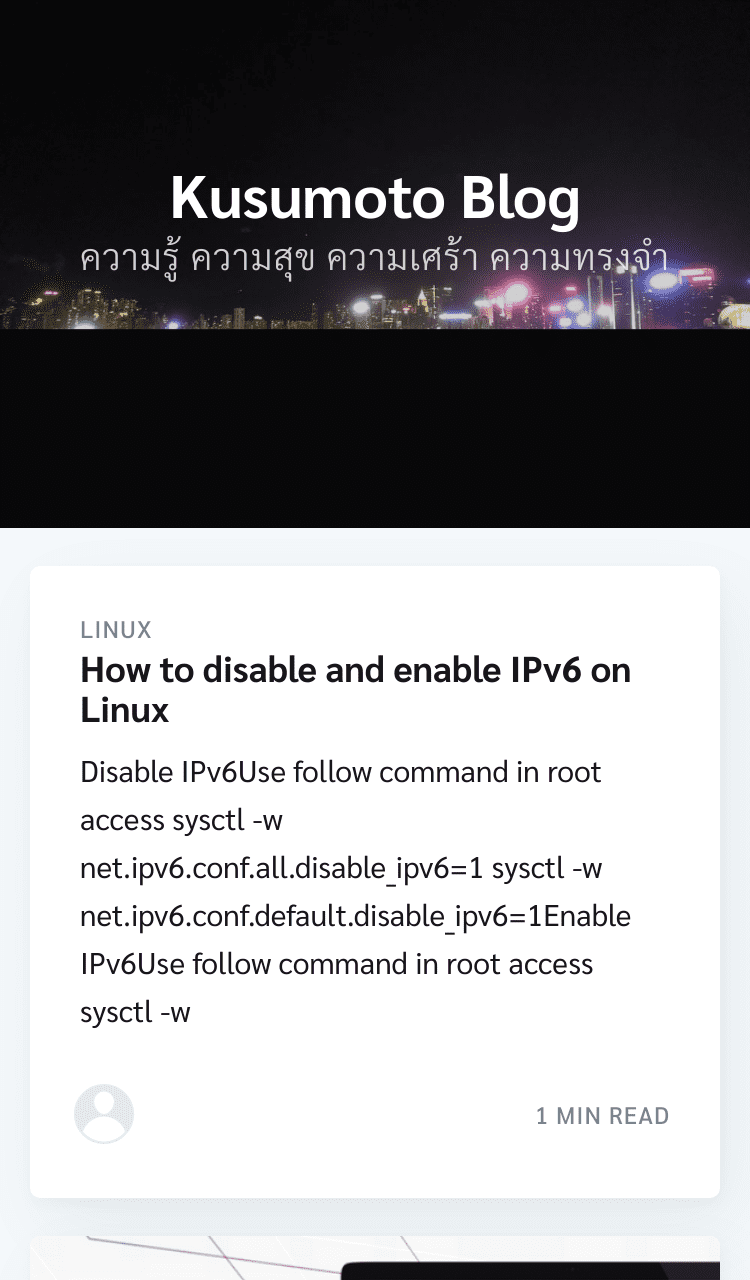 Kusumoto Blog
ความรู้ ความสุข ความเศร้า ความทรงจำ
LINUX
How to disable and enable IPv6 on
Linux
Disable IPv6Use follow command in root
access sysctl -w
net.ipv6.conf.all.disable_ipv6=1 sysctl -w
net.ipv6.conf.default.disable_ipv6=1Enable
IPv6Use follow command in root access
sysctl -w
1 MIN READ